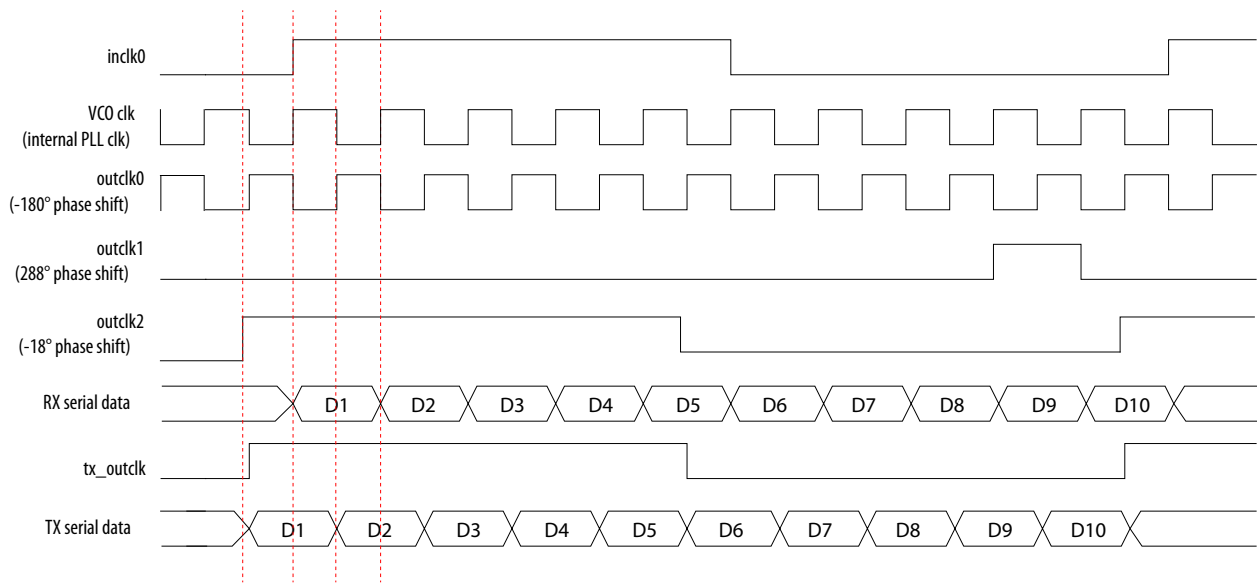 inclk0
VCO clk
(internal PLL clk)
outclk0
(-180° phase shift)
outclk1
(288° phase shift)
outclk2
(-18° phase shift)
RX serial data D1 D2 D3 D4 D5 D6 D7 D8 D9 D10
tx_outclk
TX serial data D1 D2 D3 D4 D5 D6 D7 D8 D9 D10